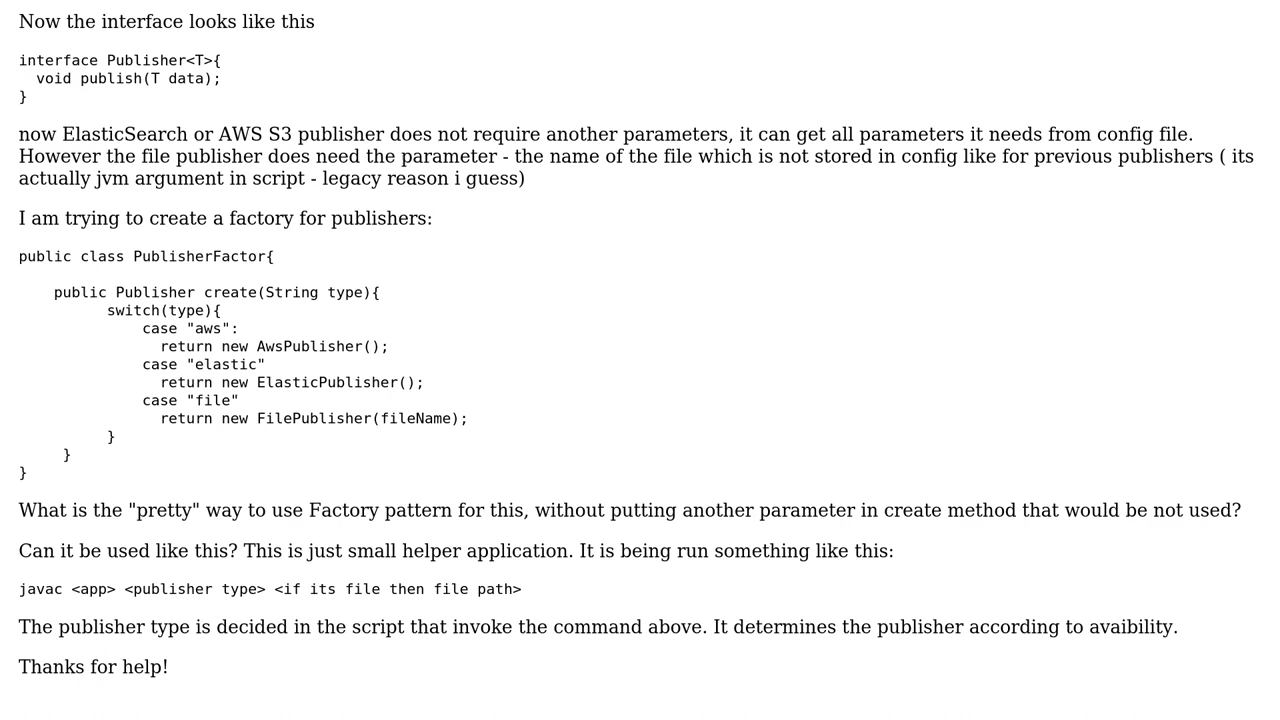 Now the interface looks like this
interface Publisher<T>{
  void publish(T data);
}
now ElasticSearch or AWS S3 publisher does not require another parameters, it can get all parameters it needs from config file.
However the file publisher does need the parameter - the name of the file which is not stored in config like for previous publishers ( its
actually jvm argument in script - legacy reason i guess)
I am trying to create a factory for publishers:
public class PublisherFactor{
    public Publisher create(String type){
          switch(type){
              case "aws":
                return new AwsPublisher();
              case "elastic"
                return new ElasticPublisher();
              case "file"
                return new FilePublisher(fileName);
          }
     }
}
What is the "pretty" way to use Factory pattern for this, without putting another parameter in create method that would be not used?
Can it be used like this? This is just small helper application. It is being run something like this:
javac <app> <publisher type> <if its file then file path>
The publisher type is decided in the script that invoke the command above. It determines the publisher according to avaibility.
Thanks for help!